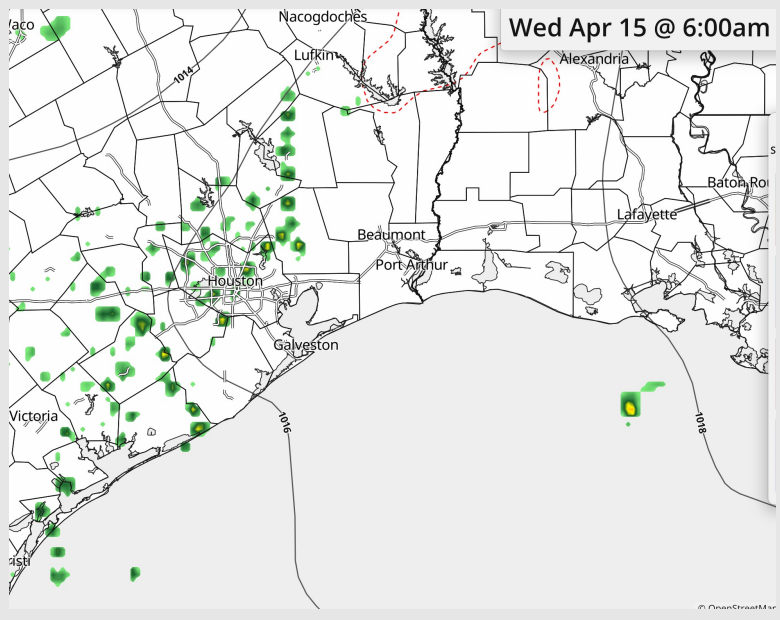 Wed Apr 15 @ 6:00am
Nacogdoches
Waco
Lufkin
Alexandria
1014
s
Baton Rou
Lafayette
Beaumont
Port Arthur
Houston
Galveston
Victoria
1016
1018
risti
© OpenStreetMap